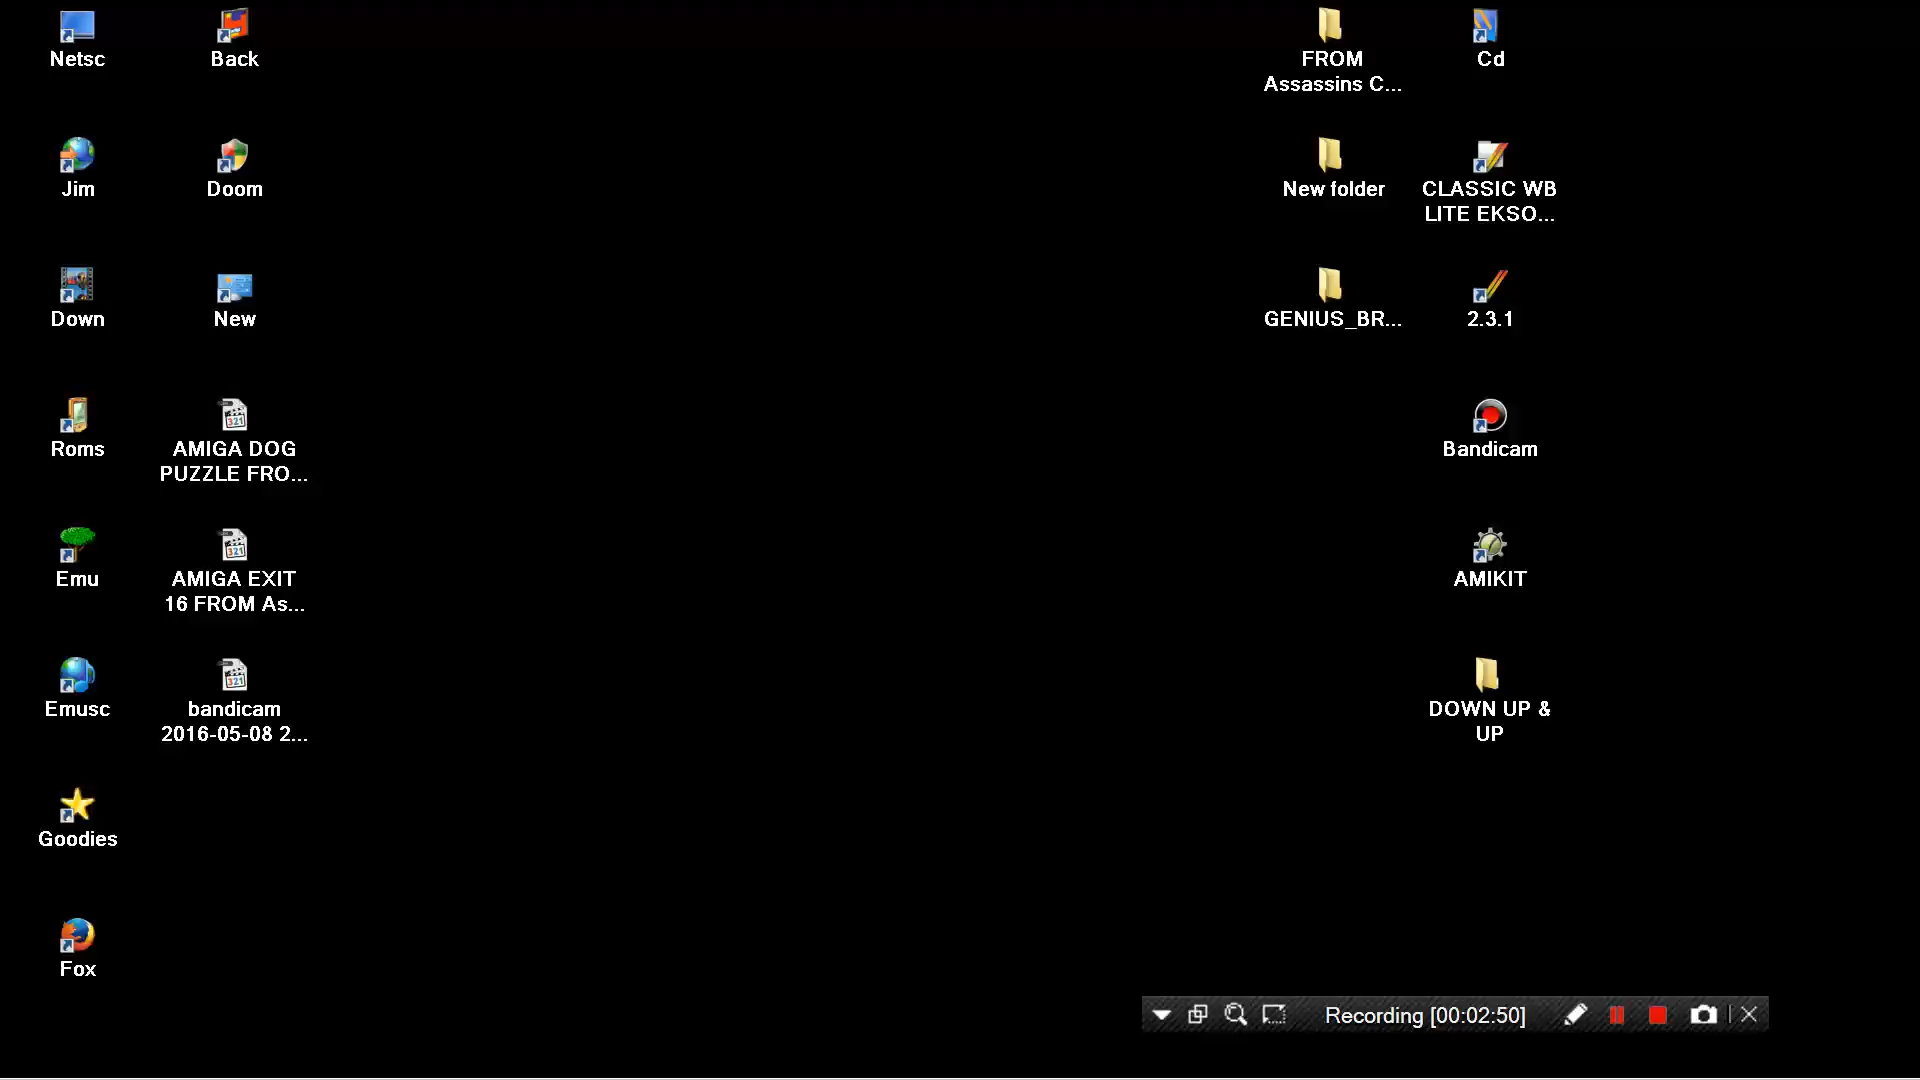 Netsc
Back
FROM
Assassins C...
Cd
Jim
Doom
New folder
CLASSIC WB
LITE EKSO...
Down
New
GENIUS_BR...
2.3.1
Roms
AMIGA DOG
PUZZLE FRO...
Bandicam
Emu
AMIGA EXIT
16 FROM As...
AMIKIT
Emusc
bandicam
2016-05-08 2...
DOWN UP &
UP
Goodies
Fox
Recording [00:02:50]